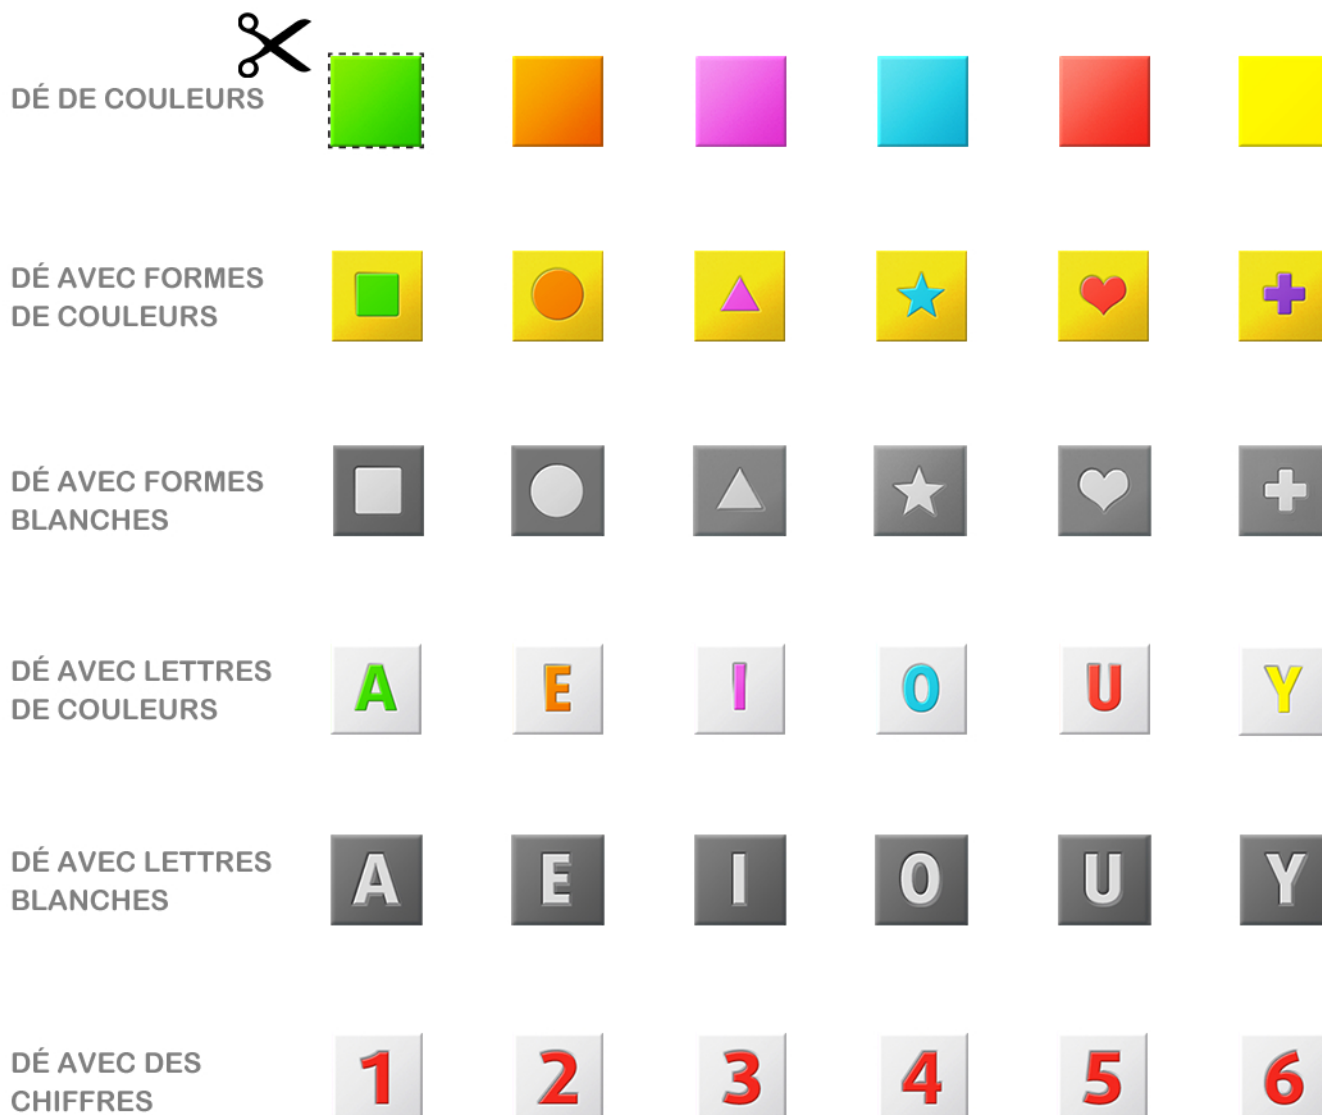 DÉ DE COULEURS
DÉ AVEC FORMES
DE COULEURS
DÉ AVEC FORMES
BLANCHES
DÉ AVEC LETTRES
DE COULEURS
A E I O U Y
DÉ AVEC LETTRES
BLANCHES
A E I O U Y
DÉ AVEC DES
CHIFFRES
1 2 3 4 5 6